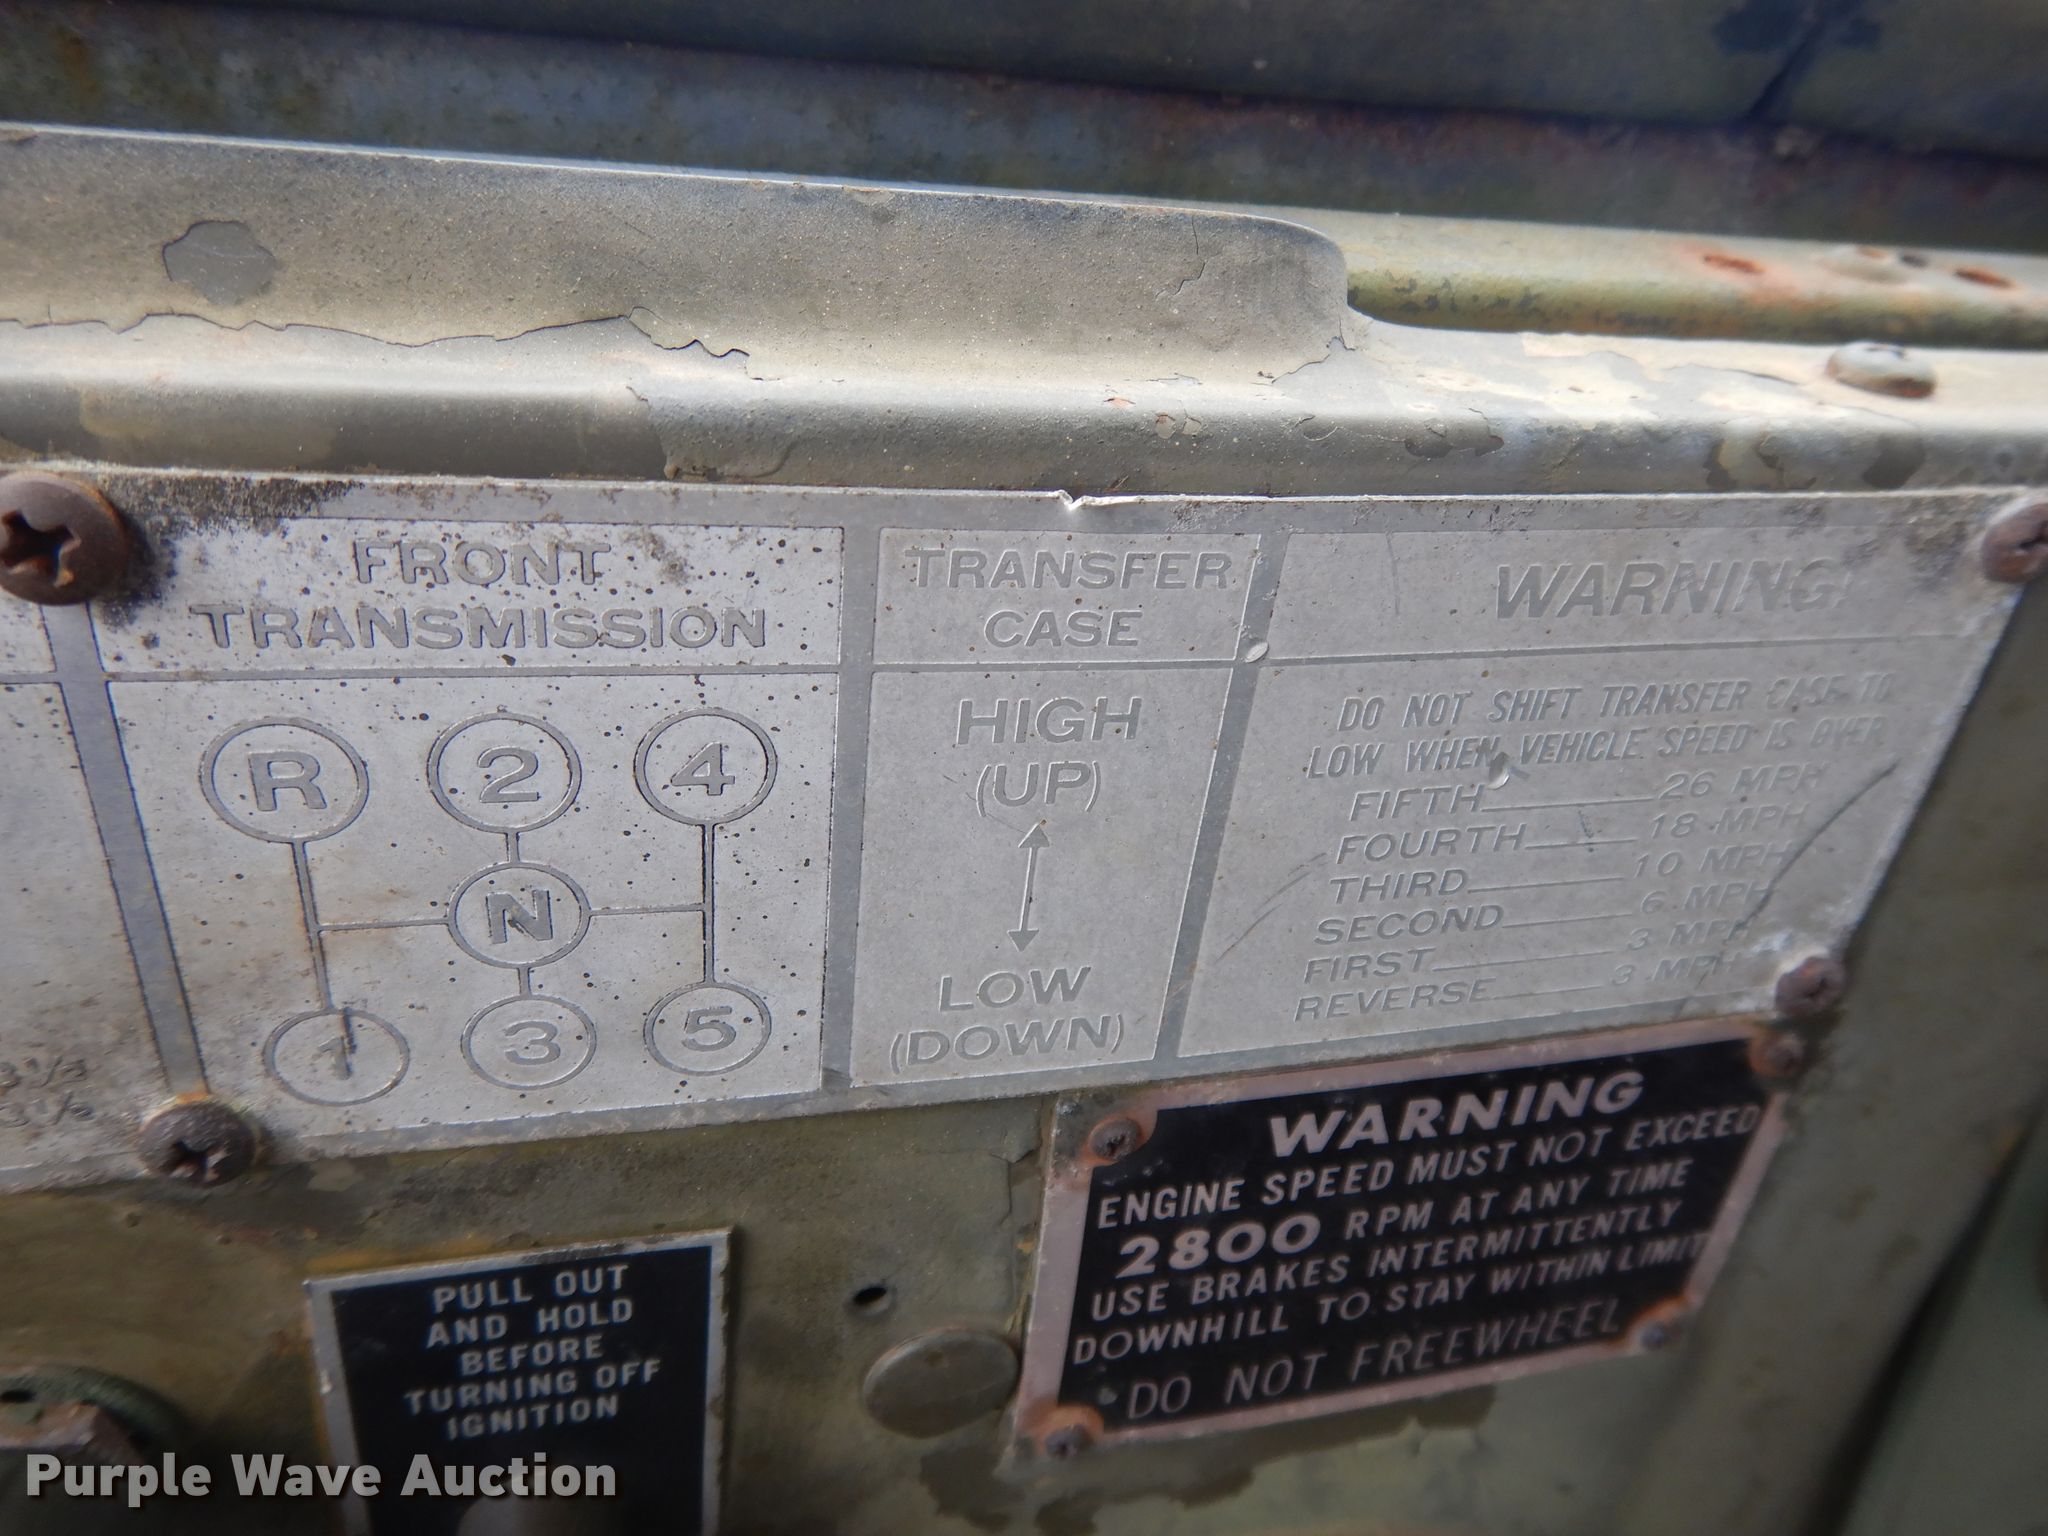 FRONT
TRANSMISSION
R 2 4
N
1 3 5
TRANSFER
CASE
HIGH
(UP)
LOW
(DOWN)
WARNING!
DO NOT SHIFT TRANSFER CASE TO
LOW WHEN VEHICLE SPEED IS OVER
FIFTH 26 MPH
FOURTH 18 MPH
THIRD 10 MPH
SECOND 6 MPH
FIRST 3 MPH
REVERSE 3 MPH
WARNING
ENGINE SPEED MUST NOT EXCEED
2800 RPM AT ANY TIME
USE BRAKES INTERMITTENTLY
DOWNHILL TO STAY WITHIN LIMIT
DO NOT FREEWHEEL
PULL OUT
AND HOLD
BEFORE
TURNING OFF
IGNITION
Purple Wave Auction